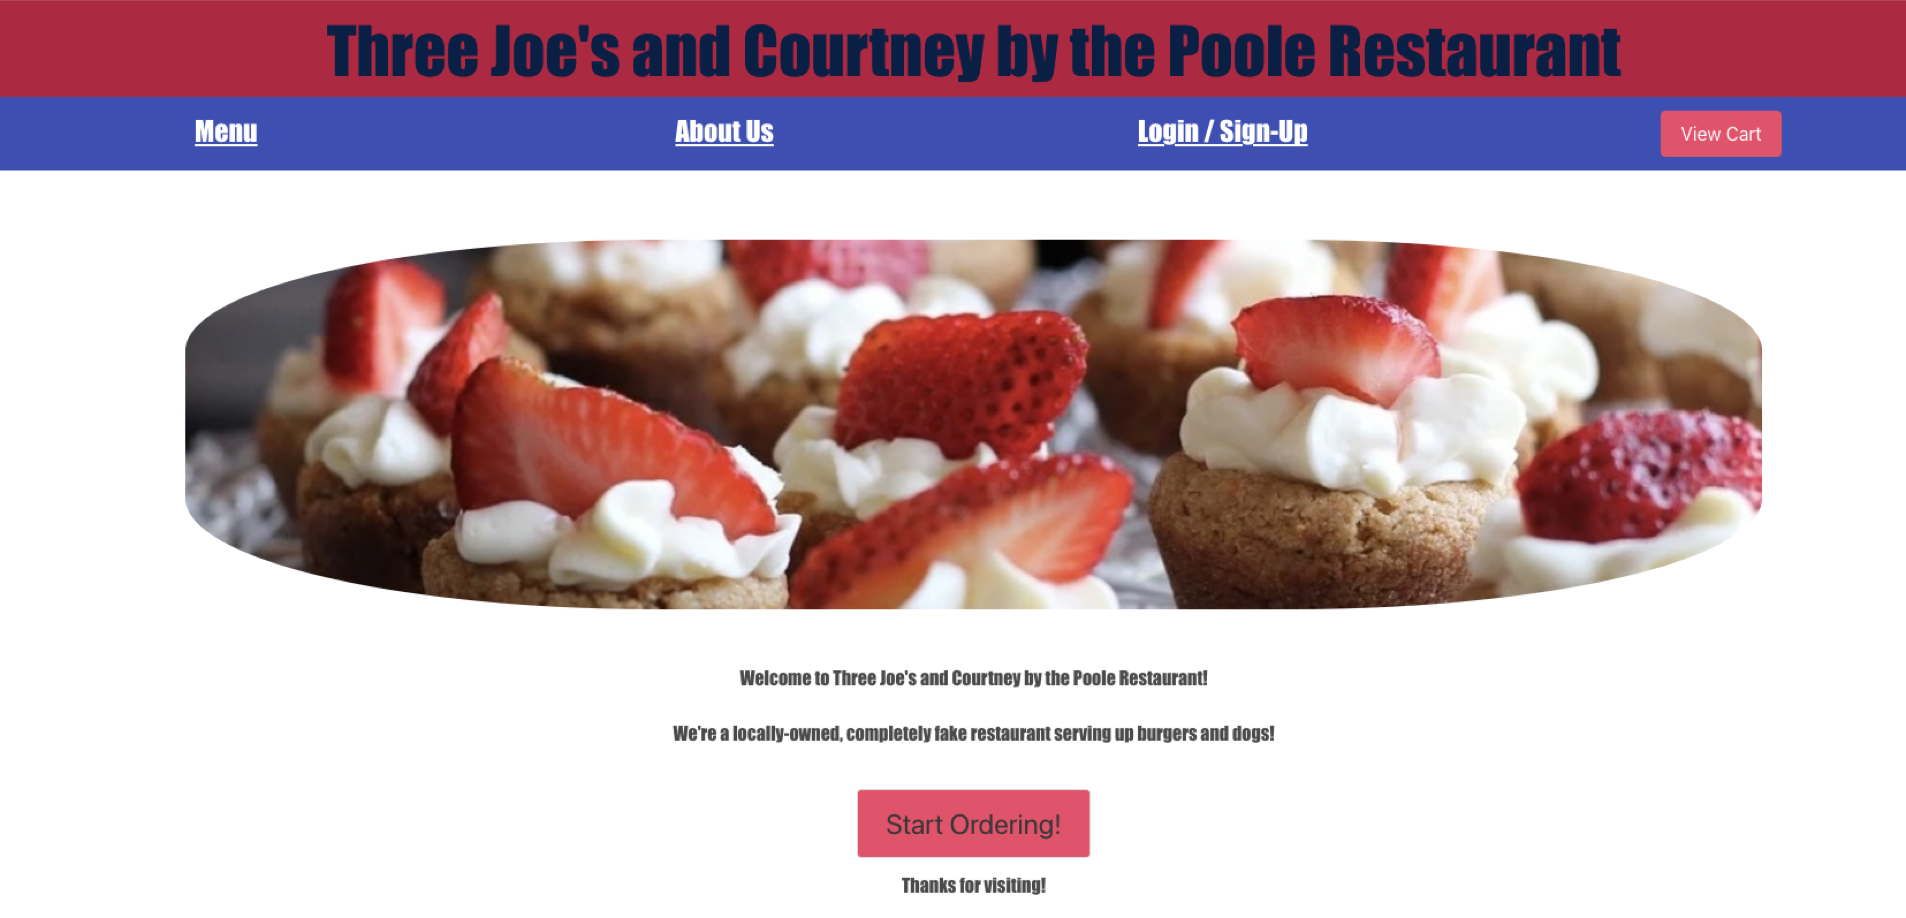 Three Joe's and Courtney by the Poole Restaurant
Menu
About Us
Login / Sign-Up
View Cart
Welcome to Three Joe's and Courtney by the Poole Restaurant!
We're a locally-owned, completely fake restaurant serving up burgers and dogs!
Start Ordering!
Thanks for visiting!